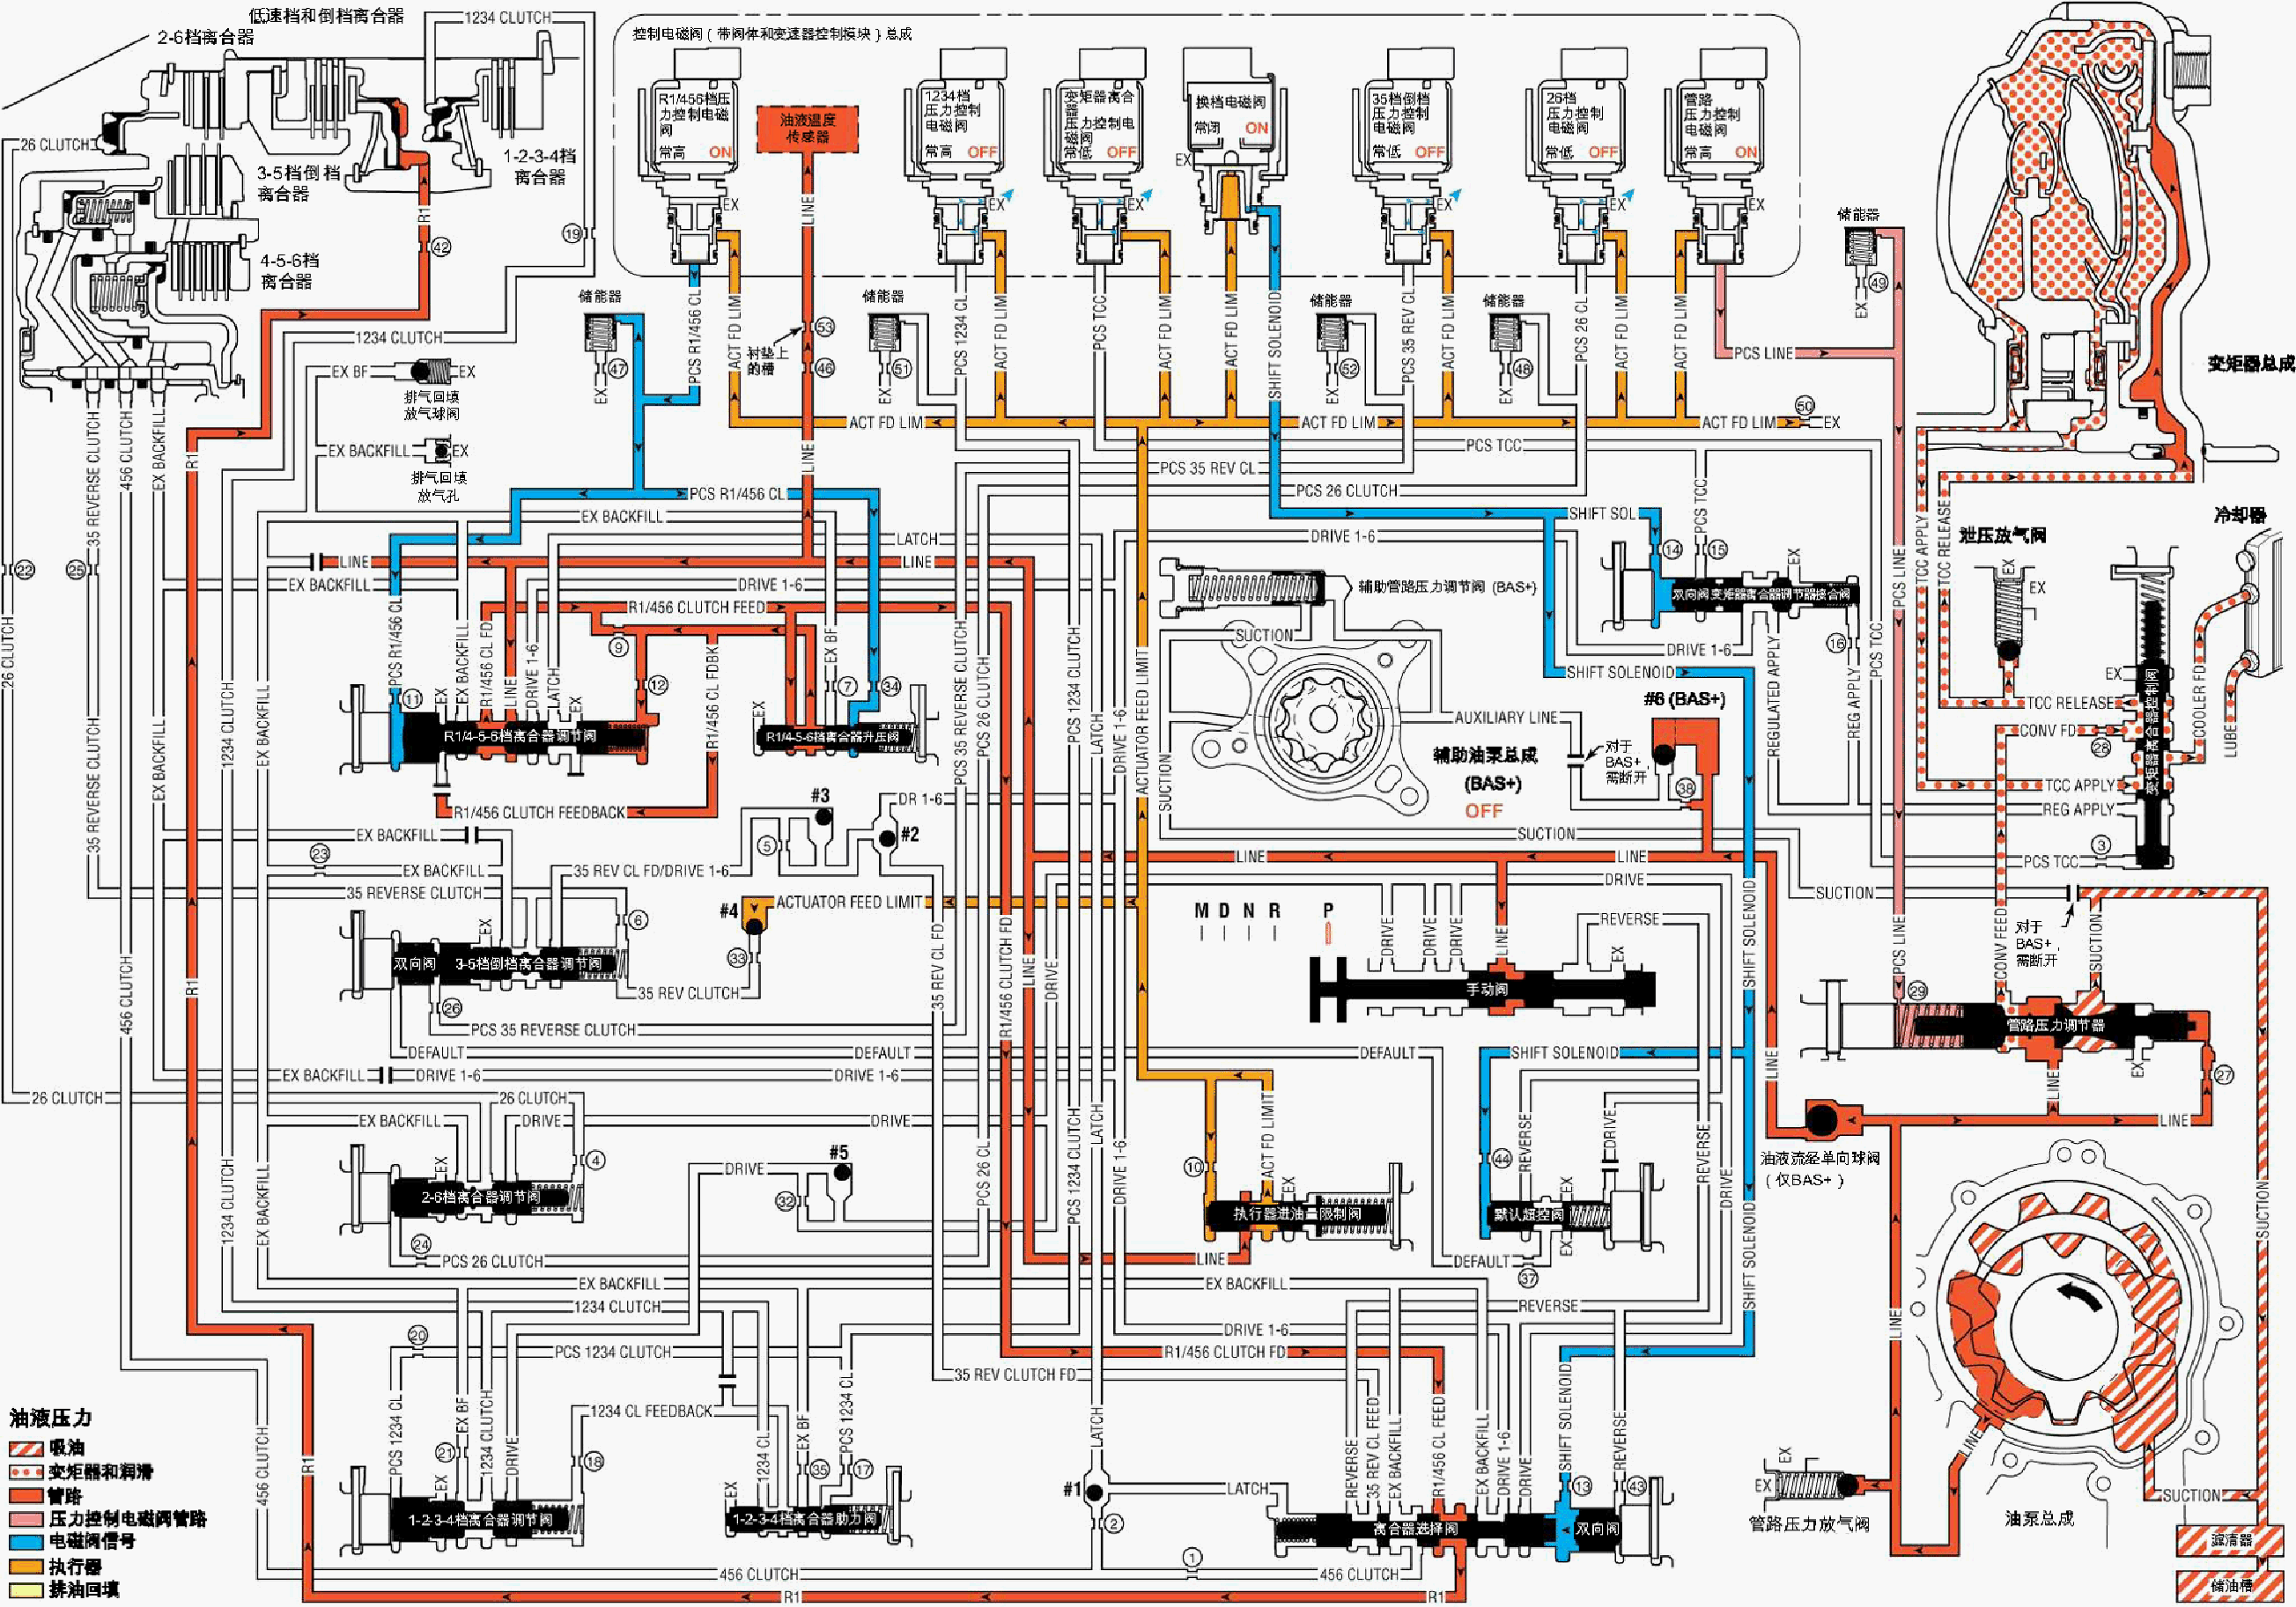 低速档和倒档离合器
1234 CLUTCH
2-6档离合器
26 CLUTCH
3-5档倒档
离合器
1-2-3-4档
离合器
4-5-6档
离合器
R1
42
19
1234 CLUTCH
控制电磁阀（带阀体和变速器控制模块）总成
R1/456档压
力控制电磁
阀
常高 ON
油液温度
传感器
1234档
压力控制
电磁阀
常高 OFF
变矩器离合
器
压力控制电
磁阀
常低 OFF
换档电磁阀
常闭 ON
35档倒档
压力控制
电磁阀
常低 OFF
26档
压力控制
电磁阀
常低 OFF
管路
压力控制
电磁阀
常高 ON
EX
EX
EX
EX
EX
EX
EX
储能器
47
EX
储能器
51
EX
储能器
52
EX
储能器
48
EX
储能器
49
EX
PCS R1/456 CL
ACT FD LIM
LINE
53
46
衬垫上
的槽
PCS 1234 CL
ACT FD LIM
PCS TCC
ACT FD LIM
ACT FD LIM
SHIFT SOLENOID
PCS 35 REV CL
ACT FD LIM
PCS 26 CL
ACT FD LIM
ACT FD LIM
PCS LINE
变矩器总成
EX BF
EX
排气回填
放气球阀
EX BACKFILL
EX
排气回填
放气孔
ACT FD LIM
ACT FD LIM
ACT FD LIM
50
EX
PCS TCC
PCS 35 REV CL
PCS 26 CLUTCH
PCS R1/456 CL
EX BACKFILL
LATCH
DRIVE 1-6
SHIFT SOL
PCS TCC
LINE
LINE
EX BACKFILL
DRIVE 1-6
R1/456 CLUTCH FEED
35 REVERSE CLUTCH
456 CLUTCH
EX BACKFILL
22
25
26 CLUTCH
辅助管路压力调节阀 (BAS+)
SUCTION
14
15
EX
双向阀
变矩器离合器调节器接合阀
DRIVE 1-6
16
SHIFT SOLENOID
REGULATED APPLY
REG APPLY
PCS TCC
PCS LINE
TCC APPLY
TCC RELEASE
泄压放气阀
EX
EX
冷却器
COOLER FD
LUBE
EX
TCC RELEASE
CONV FD
28
TCC APPLY
REG APPLY
PCS TCC
3
变矩器离合器控制阀
PCS R1/456 CL
11
EX
EX BACKFILL
R1/456 CL FD
LINE
DRIVE 1-6
LATCH
EX
9
12
R1/4-5-6档离合器调节阀
R1/456 CL FDBK
R1/456 CLUTCH FEEDBACK
EX
EX BF
7
34
R1/4-5-6档离合器升压阀
AUXILIARY LINE
辅助油泵总成
(BAS+)
OFF
#6 (BAS+)
38
对于
BAS+,
需断开
SUCTION
SUCTION
#3
5
DR 1-6
#2
EX BACKFILL
23
EX BACKFILL
35 REV CL FD/DRIVE 1-6
35 REVERSE CLUTCH
6
#4
ACTUATOR FEED LIMIT
33
EX
双向阀
3-5档倒档离合器调节阀
35 REV CLUTCH
26
PCS 35 REVERSE CLUTCH
DEFAULT
DEFAULT
DEFAULT
EX BACKFILL
DRIVE 1-6
DRIVE 1-6
LINE
LINE
DRIVE
M D N R P
DRIVE
DRIVE
DRIVE
LINE
REVERSE
EX
手动阀
SUCTION
PCS LINE
CONV FEED
SUCTION
对于
BAS+,
需断开
29
管路压力调节器
EX
LINE
27
LINE
LINE
油液流经单向球阀
（仅BAS+）
PCS 35 REVERSE CLUTCH
PCS 26 CLUTCH
PCS 1234 CLUTCH
LATCH
DRIVE 1-6
ACTUATOR FEED LIMIT
35 REV CL FD
R1/456 CLUTCH FD
LINE
DRIVE
1234 CLUTCH
EX BACKFILL
R1
35 REVERSE CLUTCH
456 CLUTCH
EX BACKFILL
26 CLUTCH
26 CLUTCH
EX BACKFILL
DRIVE
DRIVE
EX
4
2-6档离合器调节阀
24
PCS 26 CLUTCH
DRIVE
#5
32
PCS 26 CL
PCS 1234 CLUTCH
LATCH
DRIVE 1-6
10
ACT FD LIMIT
EX
执行器进油量限制阀
LINE
SHIFT SOLENOID
44
REVERSE
DRIVE
EX
默认超控阀
DEFAULT
37
EX
REVERSE
DRIVE
SHIFT SOLENOID
SHIFT SOLENOID
EX BACKFILL
EX BACKFILL
1234 CLUTCH
REVERSE
DRIVE 1-6
20
PCS 1234 CLUTCH
R1/456 CLUTCH FD
35 REV CLUTCH FD
1234 CL FEEDBACK
PCS 1234 CL
21
EX
EX BF
1234 CLUTCH
DRIVE
18
1-2-3-4档离合器调节阀
EX
1234 CL
EX BF
35
PCS 1234 CL
17
1-2-3-4档离合器助力阀
#1
LATCH
LATCH
2
1
REVERSE
35 REV CL FEED
EX BACKFILL
R1/456 CL FEED
EX BACKFILL
DRIVE 1-6
DRIVE
SHIFT SOLENOID
13
REVERSE
43
离合器选择阀
双向阀
456 CLUTCH
456 CLUTCH
R1
R1
1234 CLUTCH
EX BACKFILL
456 CLUTCH
R1
LINE
LINE
SUCTION
SUCTION
EX
EX
管路压力放气阀
油泵总成
滤清器
储油槽
油液压力
吸油
变矩器和润滑
管路
压力控制电磁阀管路
电磁阀信号
执行器
排油回填